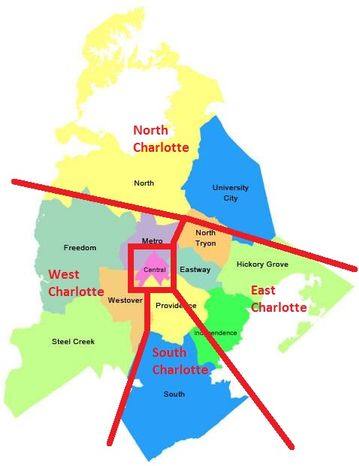 North
Charlotte
North
University
City
North
Tryon
Metro
Freedom
Hickory Grove
Central
Eastway
West
Charlotte
East
Charlotte
Westover
Providence
Independence
Steel Creek
South
Charlotte
South